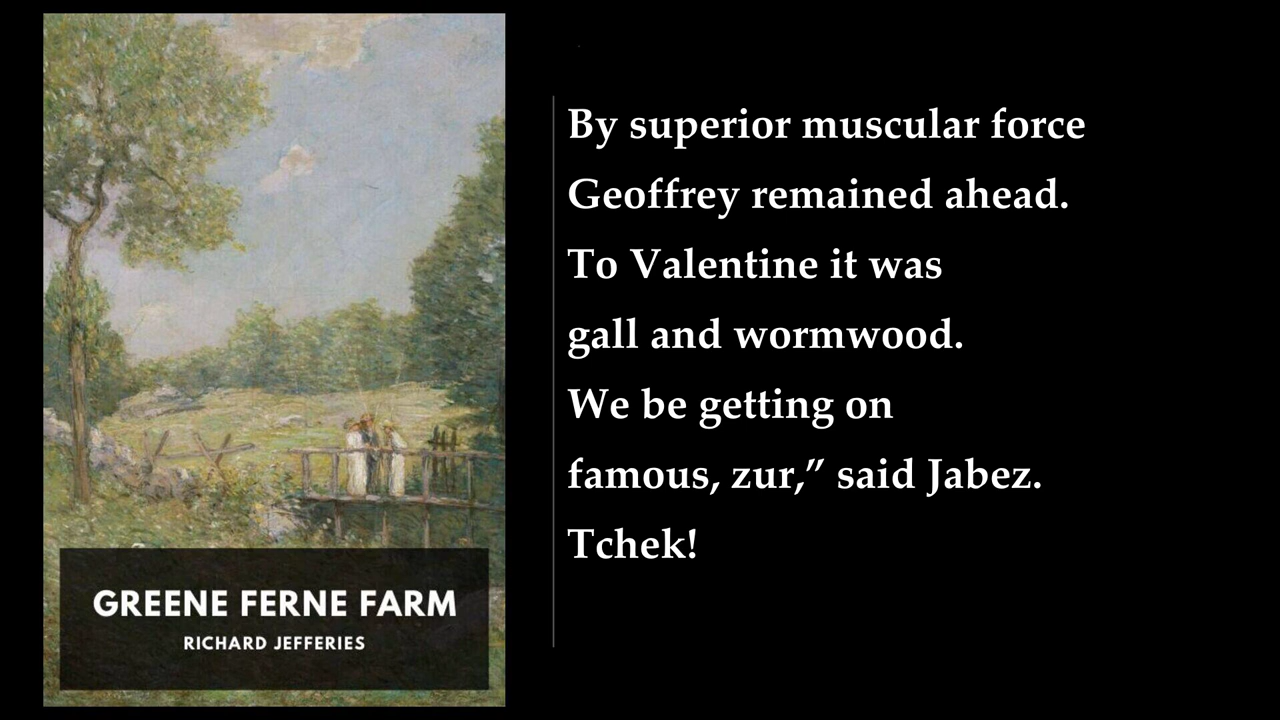 By superior muscular force
Geoffrey remained ahead.
To Valentine it was
gall and wormwood.
We be getting on
famous, zur,” said Jabez.
Tchek!
GREENE FERNE FARM
RICHARD JEFFERIES